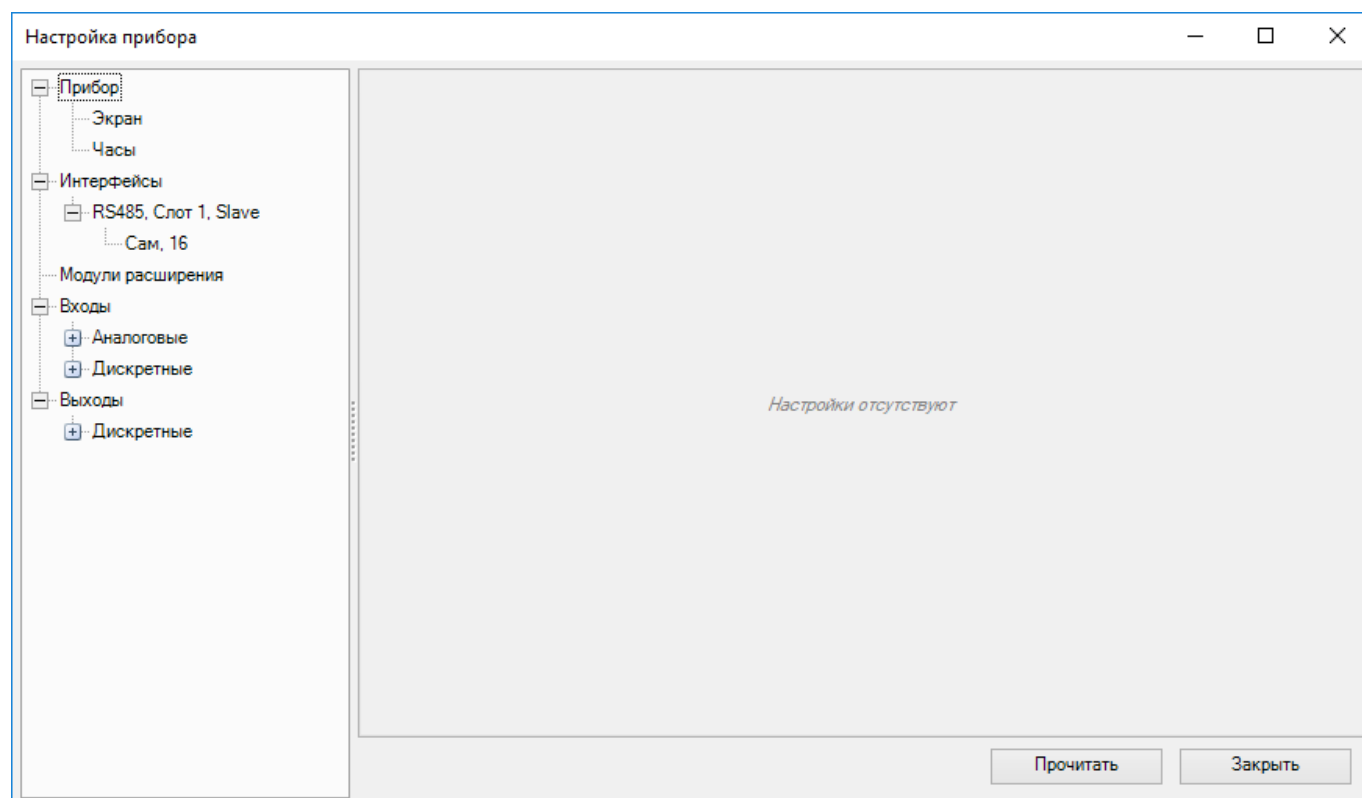 Настройка прибора
Прибор
Экран
Часы
Интерфейсы
RS485, Слот 1, Slave
Сам, 16
Модули расширения
Входы
Аналоговые
Дискретные
Выходы
Дискретные
Настройки отсутствуют
Прочитать
Закрыть